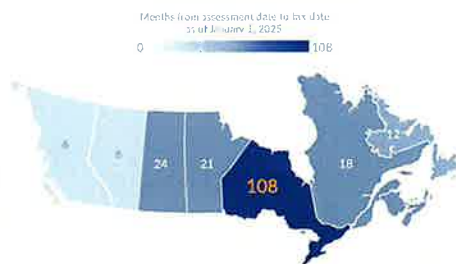 Months from assessment date to tax date
as of January 1, 2025
0 108
6 6 24 21 108 18 12